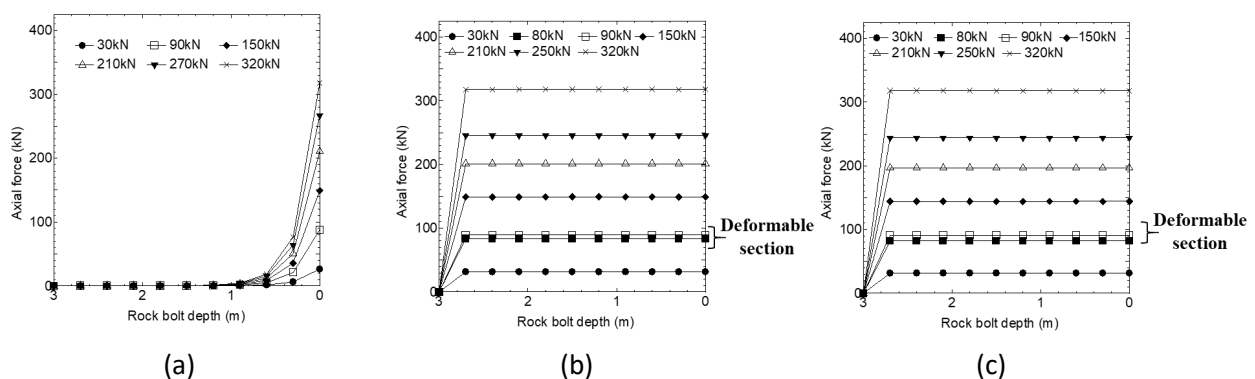 400
300
200
100
0
Axial force (kN)
30kN 90kN 150kN
210kN 270kN 320kN
3 2 1 0
Rock bolt depth (m)
(a)
400
300
200
100
0
Axial force (kN)
30kN 80kN 90kN 150kN
210kN 250kN 320kN
Deformable
section
3 2 1 0
Rock bolt depth (m)
(b)
400
300
200
100
0
Axial force (kN)
30kN 80kN 90kN 150kN
210kN 250kN 320kN
Deformable
section
3 2 1 0
Rock bolt depth (m)
(c)